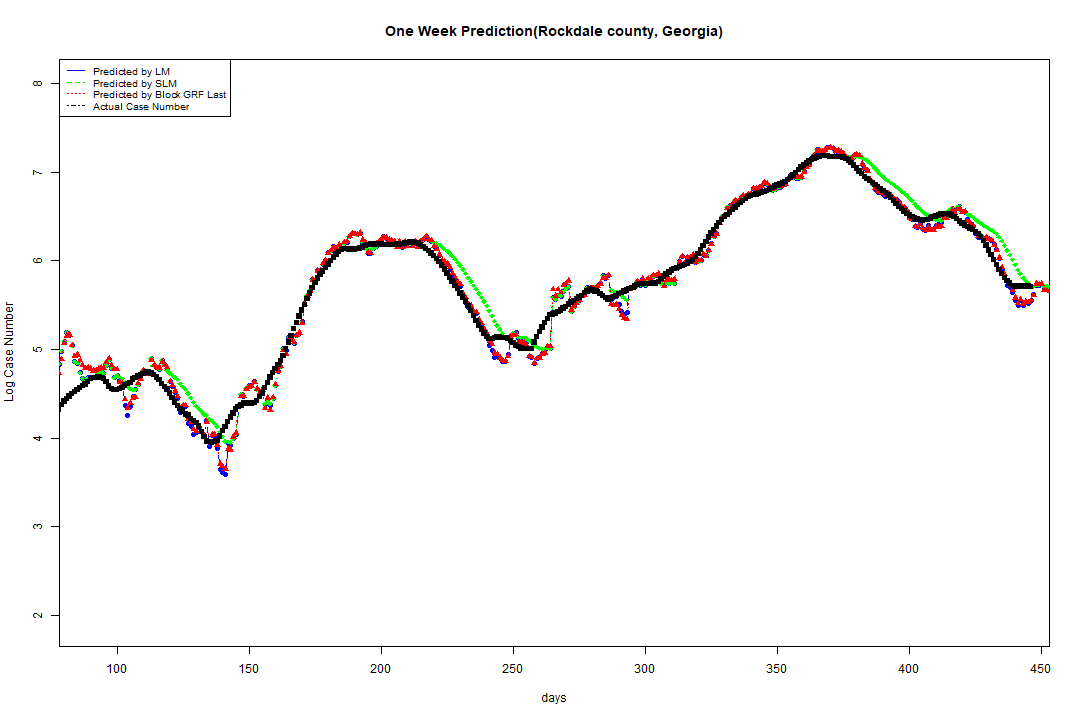 One Week Prediction(Rockdale county, Georgia)
Predicted by LM
Predicted by SLM
Predicted by Block GRF Last
Actual Case Number
8
7
6
5
4
3
2
Log Case Number
100 150 200 250 300 350 400 450
days